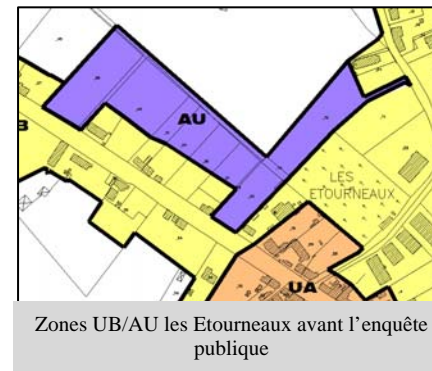 AU
B
LES
ETOURNEAUX
UA
Zones UB/AU les Etourneaux avant l’enquête
publique